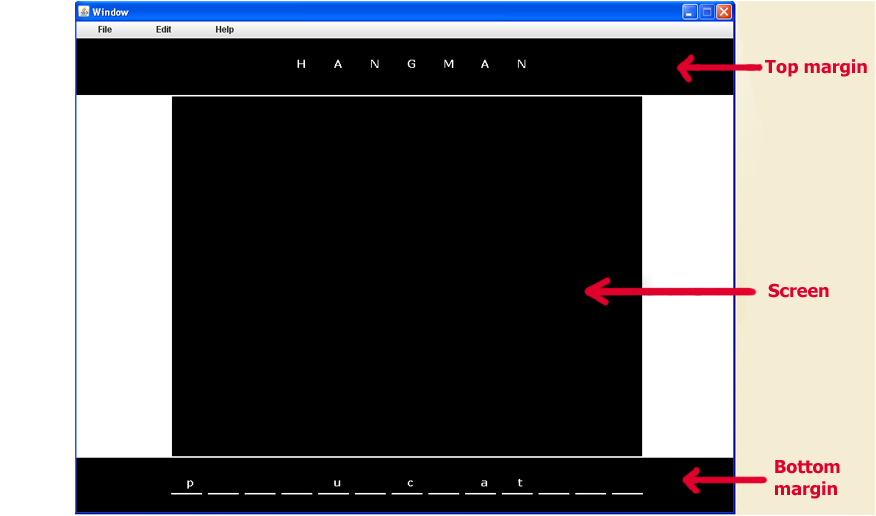 Window
File Edit Help
H A N G M A N
Top margin
Screen
p _ _ _ u _ c _ a t _ _ _
Bottom
margin